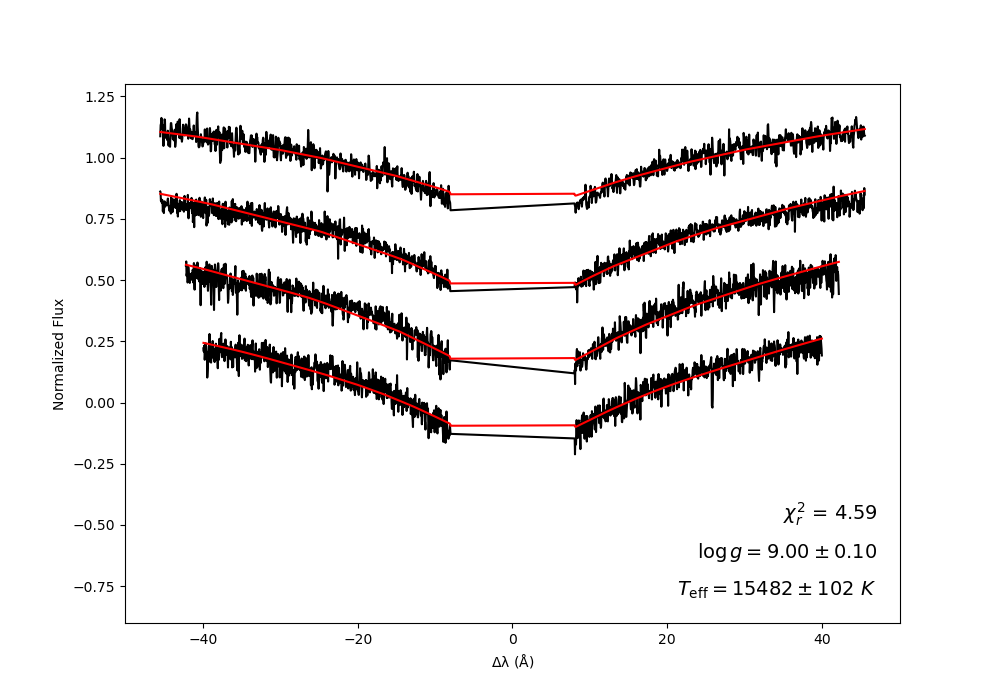 1.25
1.00
0.75
0.50
0.25
0.00
−0.25
−0.50
−0.75
Normalized Flux
χ²ᵣ = 4.59
log g = 9.00 ± 0.10
T_eff = 15482 ± 102 K
−40 −20 0 20 40
Δλ (Å)